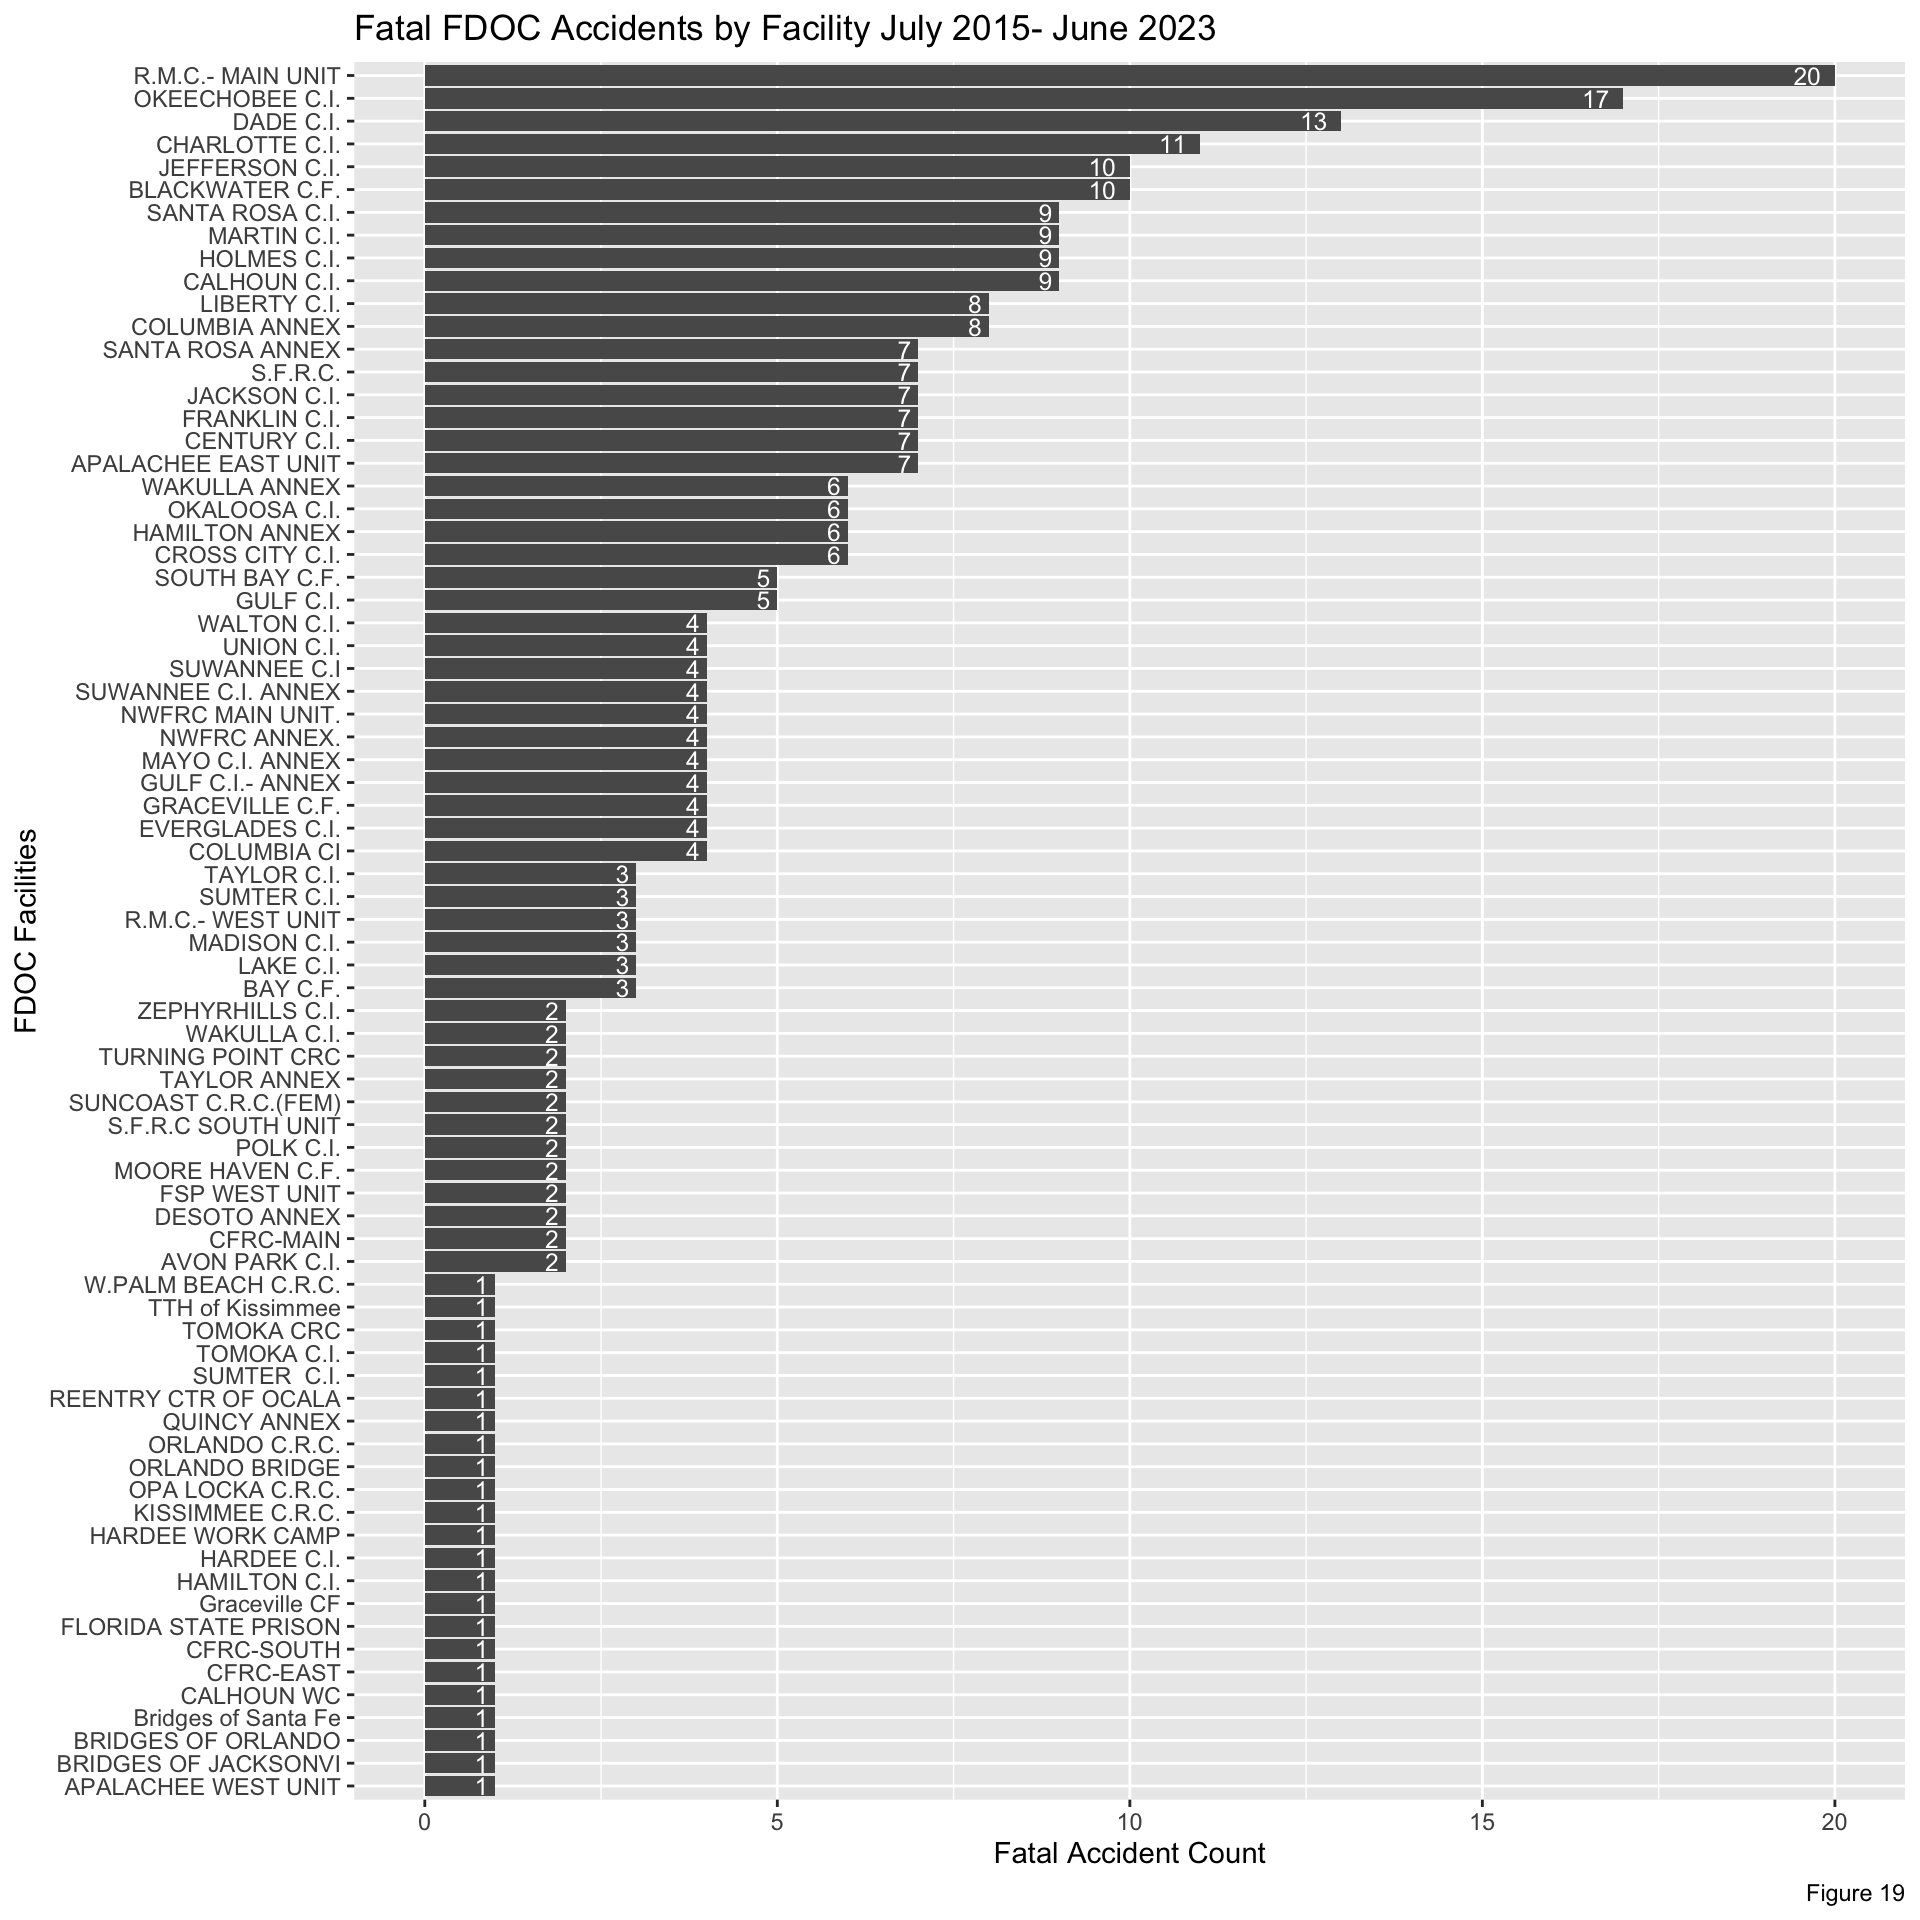 Fatal FDOC Accidents by Facility July 2015- June 2023
R.M.C.- MAIN UNIT 20
OKEECHOBEE C.I. 17
DADE C.I. 13
CHARLOTTE C.I. 11
JEFFERSON C.I. 10
BLACKWATER C.F. 10
SANTA ROSA C.I. 9
MARTIN C.I. 9
HOLMES C.I. 9
CALHOUN C.I. 9
LIBERTY C.I. 8
COLUMBIA ANNEX 8
SANTA ROSA ANNEX 7
S.F.R.C. 7
JACKSON C.I. 7
FRANKLIN C.I. 7
CENTURY C.I. 7
APALACHEE EAST UNIT 7
WAKULLA ANNEX 6
OKALOOSA C.I. 6
HAMILTON ANNEX 6
CROSS CITY C.I. 6
SOUTH BAY C.F. 5
GULF C.I. 5
WALTON C.I. 4
UNION C.I. 4
SUWANNEE C.I 4
SUWANNEE C.I. ANNEX 4
NWFRC MAIN UNIT. 4
NWFRC ANNEX. 4
MAYO C.I. ANNEX 4
GULF C.I.- ANNEX 4
GRACEVILLE C.F. 4
EVERGLADES C.I. 4
COLUMBIA CI 4
TAYLOR C.I. 3
SUMTER C.I. 3
R.M.C.- WEST UNIT 3
MADISON C.I. 3
LAKE C.I. 3
BAY C.F. 3
ZEPHYRHILLS C.I. 2
WAKULLA C.I. 2
TURNING POINT CRC 2
TAYLOR ANNEX 2
SUNCOAST C.R.C.(FEM) 2
S.F.R.C SOUTH UNIT 2
POLK C.I. 2
MOORE HAVEN C.F. 2
FSP WEST UNIT 2
DESOTO ANNEX 2
CFRC-MAIN 2
AVON PARK C.I. 2
W.PALM BEACH C.R.C. 1
TTH of Kissimmee 1
TOMOKA CRC 1
TOMOKA C.I. 1
SUMTER  C.I. 1
REENTRY CTR OF OCALA 1
QUINCY ANNEX 1
ORLANDO C.R.C. 1
ORLANDO BRIDGE 1
OPA LOCKA C.R.C. 1
KISSIMMEE C.R.C. 1
HARDEE WORK CAMP 1
HARDEE C.I. 1
HAMILTON C.I. 1
Graceville CF 1
FLORIDA STATE PRISON 1
CFRC-SOUTH 1
CFRC-EAST 1
CALHOUN WC 1
Bridges of Santa Fe 1
BRIDGES OF ORLANDO 1
BRIDGES OF JACKSONVI 1
APALACHEE WEST UNIT 1
FDOC Facilities
0 5 10 15 20
Fatal Accident Count
Figure 19